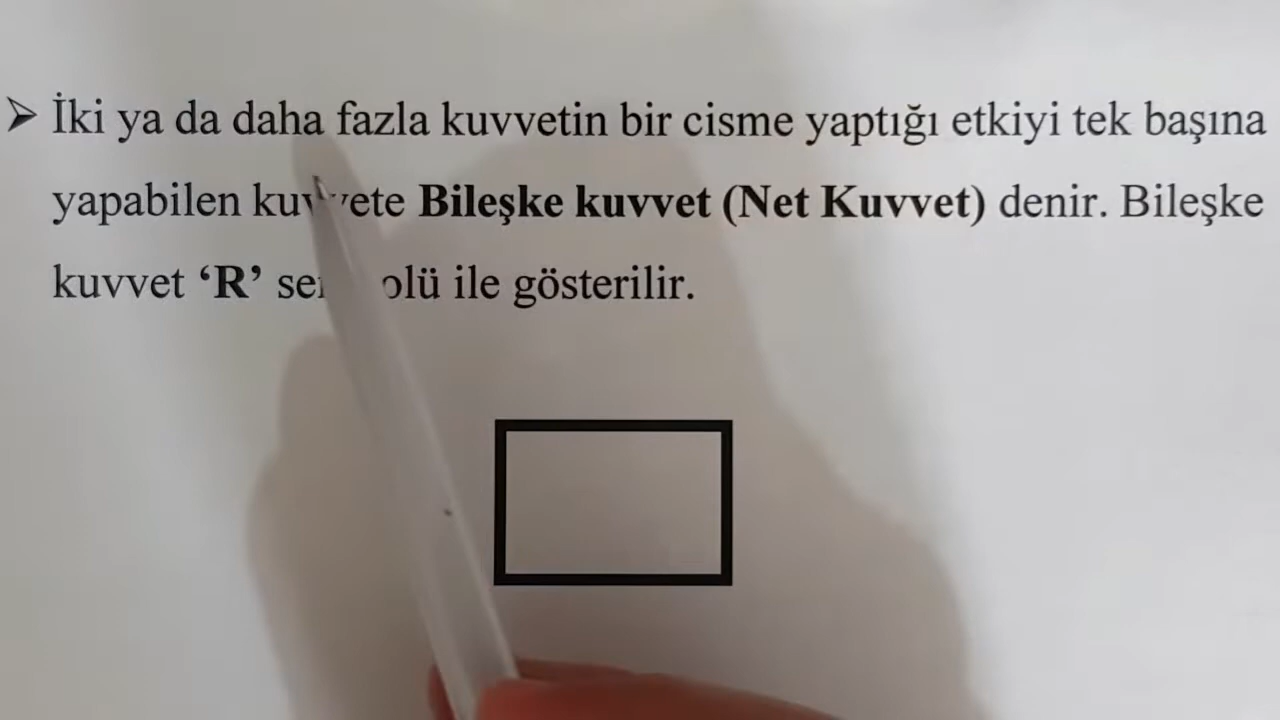 ➢ İki ya da daha fazla kuvvetin bir cisme yaptığı etkiyi tek başına
yapabilen kuvvete Bileşke kuvvet (Net Kuvvet) denir. Bileşke
kuvvet ‘R’ ile gösterilir.